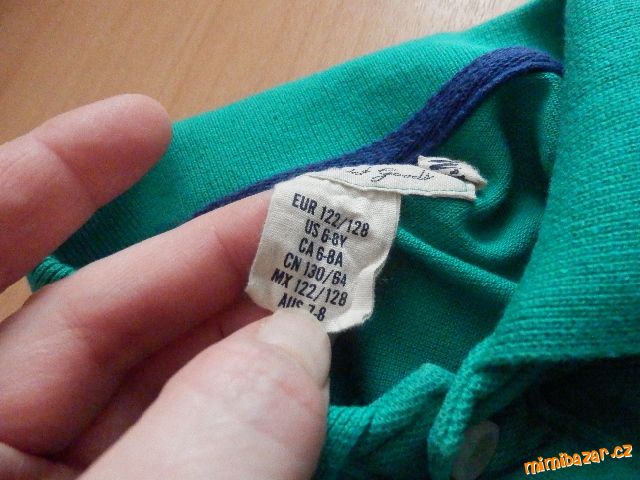 Goods
EUR 122/128
US 6-8Y
CA 6-8A
CN 130/64
MX 122/128
AUS 7-8
mimibazar.cz